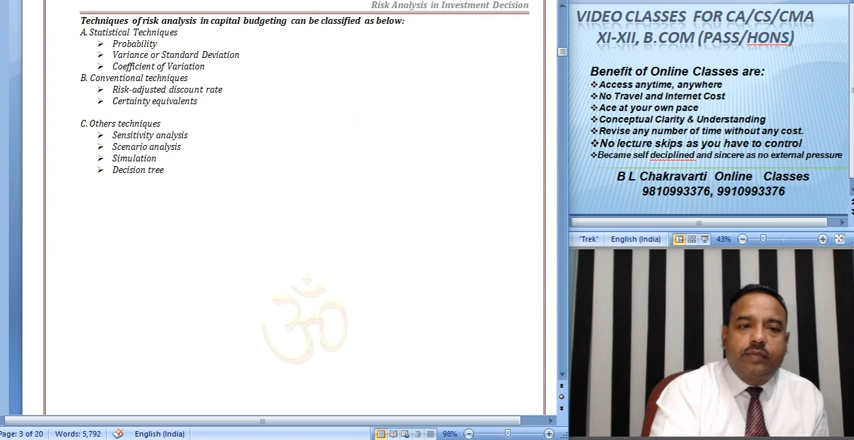 Risk Analysis in Investment Decision
Techniques of risk analysis in capital budgeting can be classified as below:
A. Statistical Techniques
➢ Probability
➢ Variance or Standard Deviation
➢ Coefficient of Variation
B. Conventional techniques
➢ Risk-adjusted discount rate
➢ Certainty equivalents
C. Others techniques
➢ Sensitivity analysis
➢ Scenario analysis
➢ Simulation
➢ Decision tree
ॐ
Page: 3 of 20 Words: 5,792 English (India) 98%
VIDEO CLASSES FOR CA/CS/CMA
XI-XII, B.COM (PASS/HONS)
Benefit of Online Classes are:
❖Access anytime, anywhere
❖No Travel and Internet Cost
❖Ace at your own pace
❖Conceptual Clarity & Understanding
❖Revise any number of time without any cost.
❖No lecture skips as you have to control
❖Became self deciplined and sincere as no external pressure
B L Chakravarti Online Classes
9810993376, 9910993376
"Trek" English (India) 43%